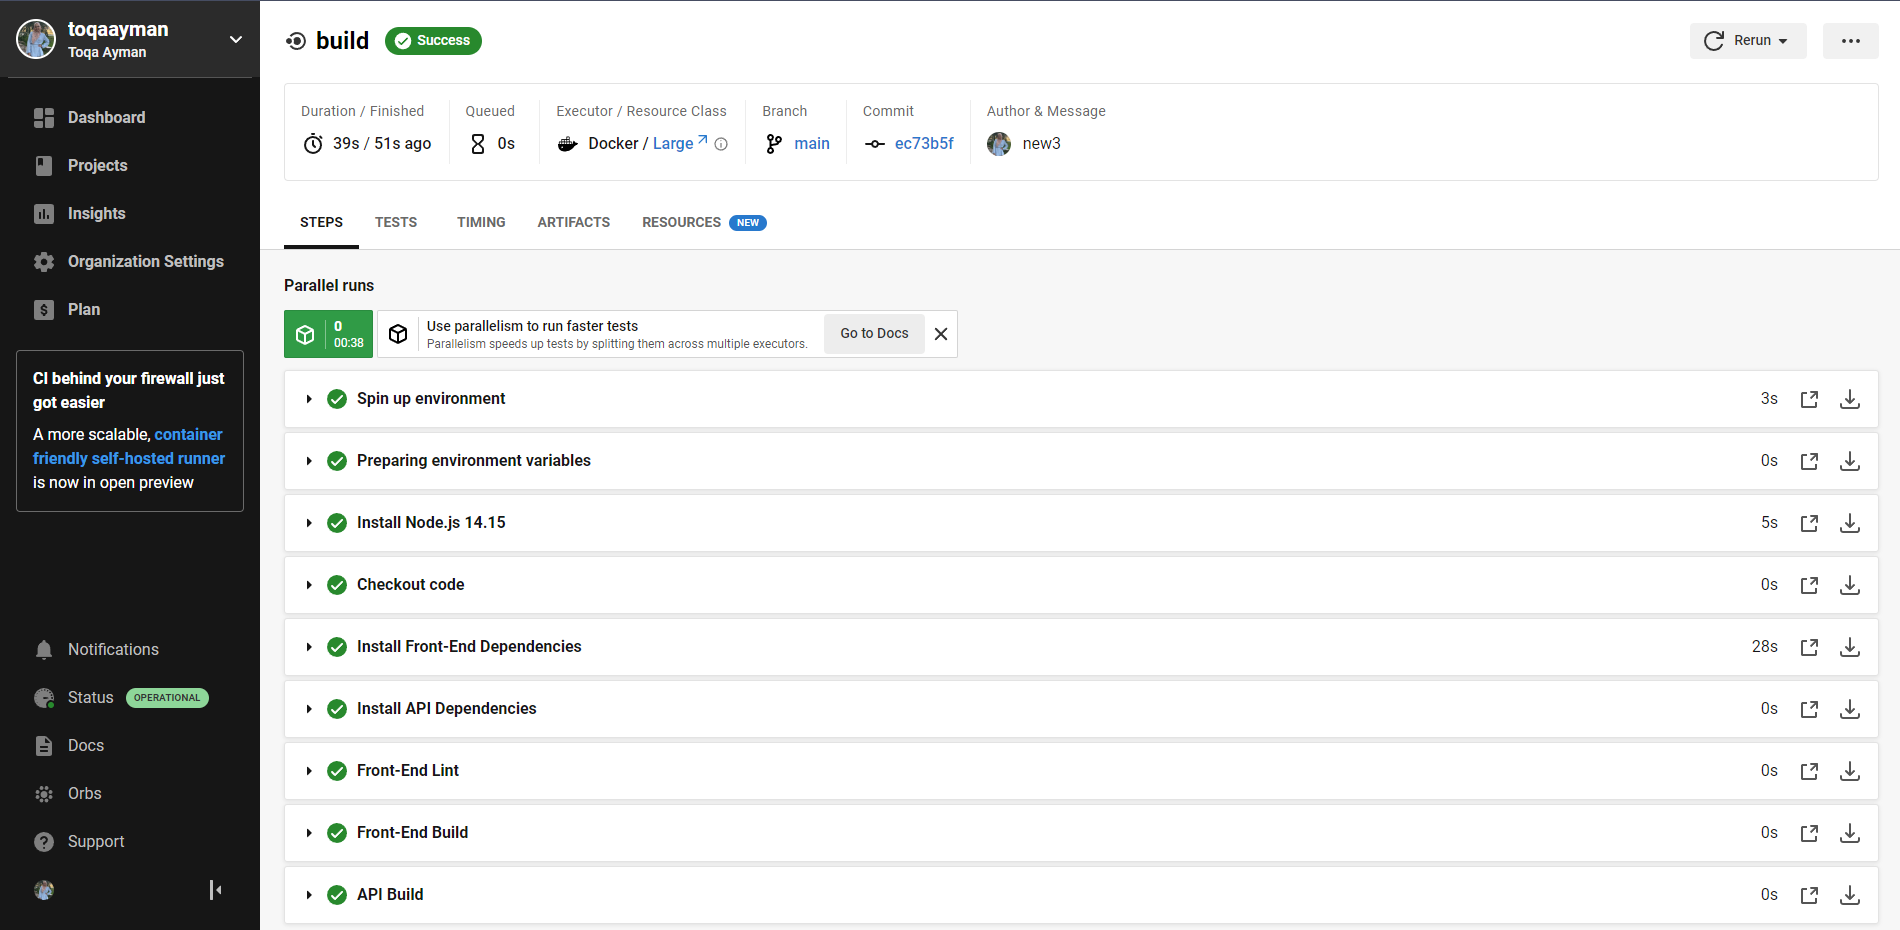 toqaayman
Toqa Ayman
Dashboard
Projects
Insights
Organization Settings
Plan
CI behind your firewall just
got easier
A more scalable, container
friendly self-hosted runner
is now in open preview
Notifications
Status OPERATIONAL
Docs
Orbs
Support
build Success
Rerun
Duration / Finished
39s / 51s ago
Queued
0s
Executor / Resource Class
Docker / Large
Branch
main
Commit
ec73b5f
Author & Message
new3
STEPS TESTS TIMING ARTIFACTS RESOURCES NEW
Parallel runs
0
00:38
Use parallelism to run faster tests
Parallelism speeds up tests by splitting them across multiple executors.
Go to Docs
Spin up environment 3s
Preparing environment variables 0s
Install Node.js 14.15 5s
Checkout code 0s
Install Front-End Dependencies 28s
Install API Dependencies 0s
Front-End Lint 0s
Front-End Build 0s
API Build 0s